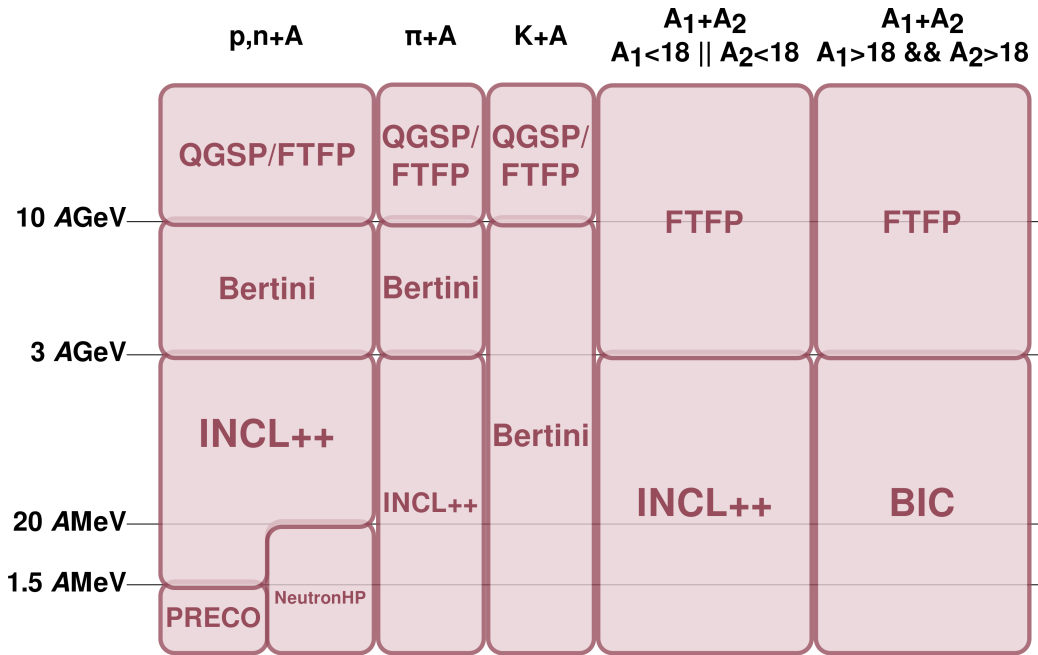 p,n+A
π+A
K+A
A1+A2
A1<18 || A2<18
A1+A2
A1>18 && A2>18
QGSP/FTFP
QGSP/
FTFP
QGSP/
FTFP
FTFP
FTFP
10 AGeV
Bertini
Bertini
3 AGeV
INCL++
Bertini
INCL++
INCL++
BIC
20 AMeV
1.5 AMeV
NeutronHP
PRECO